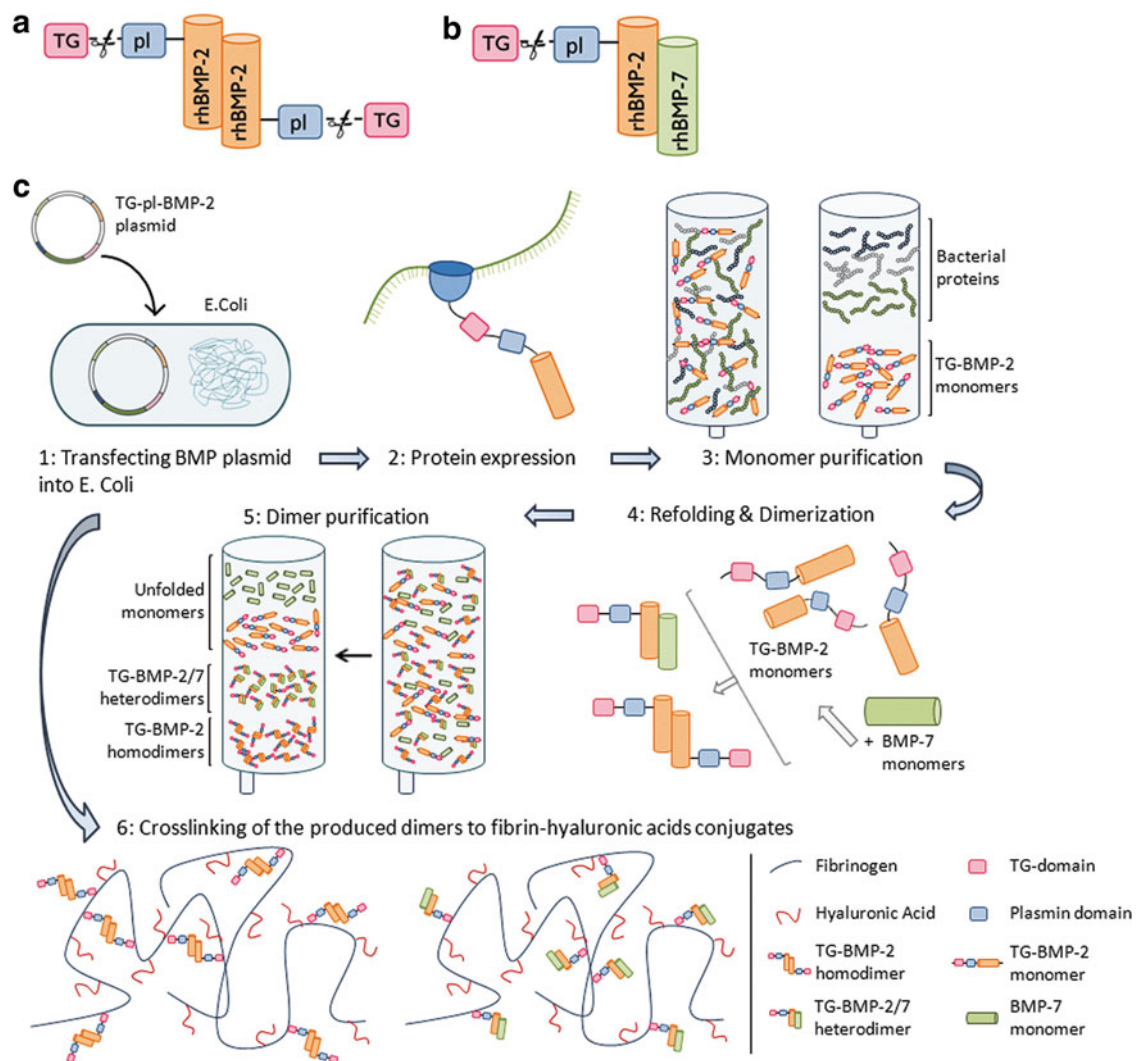 a
TG pl rhBMP-2 rhBMP-2 pl TG
b
TG pl rhBMP-2 rhBMP-7
c
TG-pl-BMP-2
plasmid
E.Coli
Bacterial
proteins
TG-BMP-2
monomers
1: Transfecting BMP plasmid
into E. Coli
2: Protein expression
3: Monomer purification
5: Dimer purification
4: Refolding & Dimerization
Unfolded
monomers
TG-BMP-2/7
heterodimers
TG-BMP-2
homodimers
TG-BMP-2
monomers
+ BMP-7
monomers
6: Crosslinking of the produced dimers to fibrin-hyaluronic acids conjugates
Fibrinogen
TG-domain
Hyaluronic Acid
Plasmin domain
TG-BMP-2
homodimer
TG-BMP-2
monomer
TG-BMP-2/7
heterodimer
BMP-7
monomer